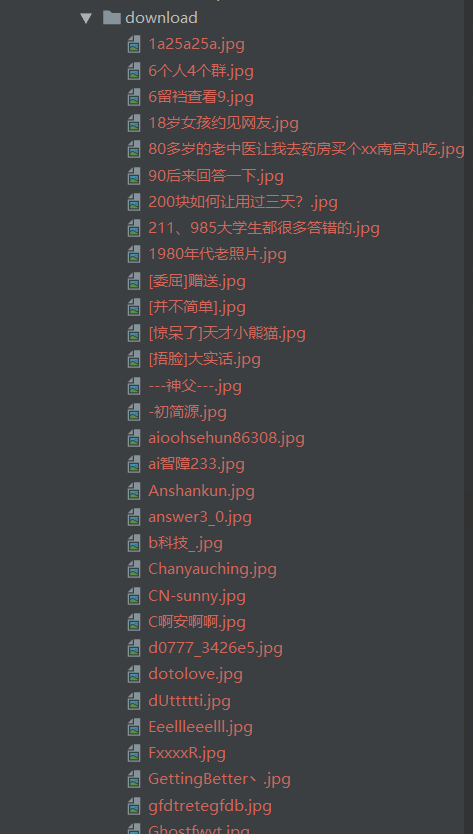 download
1a25a25a.jpg
6个人4个群.jpg
6留裆查看9.jpg
18岁女孩约见网友.jpg
80多岁的老中医让我去药房买个xx南宫丸吃.jpg
90后来回答一下.jpg
200块如何让用过三天？.jpg
211、985大学生都很多答错的.jpg
1980年代老照片.jpg
[委屈]赠送.jpg
[并不简单].jpg
[惊呆了]天才小熊猫.jpg
[捂脸]大实话.jpg
---神父---.jpg
-初简源.jpg
aioohsehun86308.jpg
ai智障233.jpg
Anshankun.jpg
answer3_0.jpg
b科技_.jpg
Chanyauching.jpg
CN-sunny.jpg
C啊安啊啊.jpg
d0777_3426e5.jpg
dotolove.jpg
dUttttti.jpg
Eeellleeelll.jpg
FxxxxR.jpg
GettingBetter丶.jpg
gfdtretegfdb.jpg
Ghostfwvt.jpg